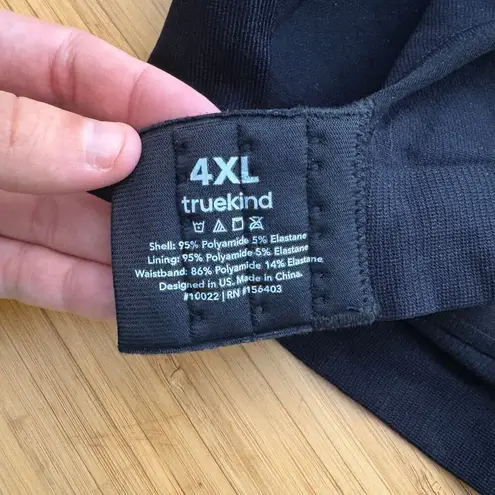 4XL
truekind
Shell: 95% Polyamide 5% Elastane
Lining: 95% Polyamide 5% Elastane
Waistband: 86% Polyamide 14% Elastane
Designed in US. Made in China.
#10022 | RN #156403